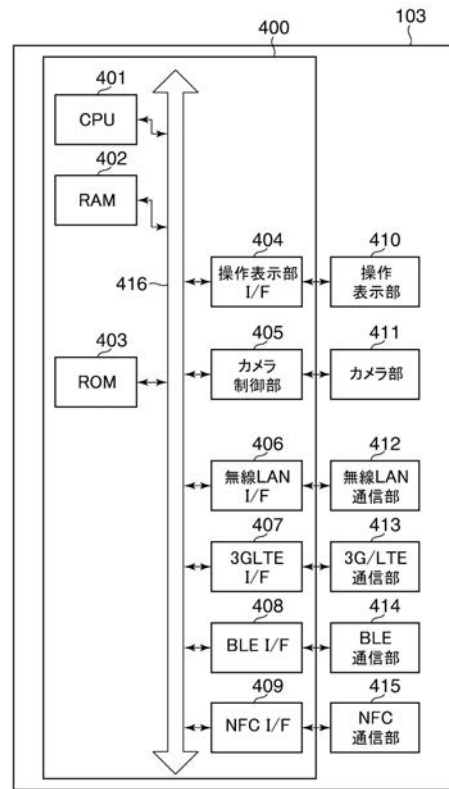 103
400
401
CPU
402
RAM
404
410
操作表示部
I/F
操作
表示部
416
403
ROM
405
411
カメラ
制御部
カメラ部
406
412
無線LAN
I/F
無線LAN
通信部
407
413
3GLTE
I/F
3G/LTE
通信部
408
414
BLE I/F
BLE
通信部
409
415
NFC I/F
NFC
通信部